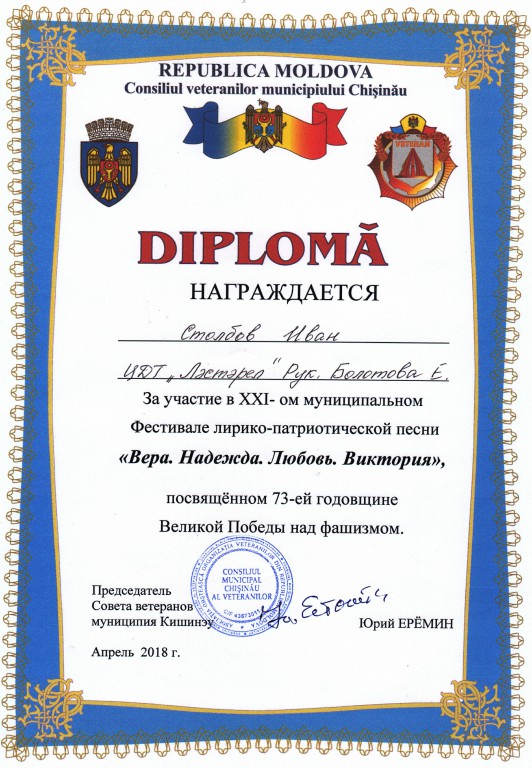 REPUBLICA MOLDOVA
Consiliul veteranilor municipiului Chișinău
VETERAN
DIPLOMĂ
НАГРАЖДАЕТСЯ
Столбов Иван
ЦДТ „Лэстэрел" Рук. Болотова Е.
За участие в XXI- ом муниципальном
Фестивале лирико-патриотической песни
«Вера. Надежда. Любовь. Виктория»,
посвящённом 73-ей годовщине
Великой Победы над фашизмом.
CONSILIUL
MUNICIPAL
CHIȘINĂU
AL VETERANILOR
Председатель
Совета ветеранов
муниципия Кишинэу
Юрий ЕРЁМИН
Апрель 2018 г.